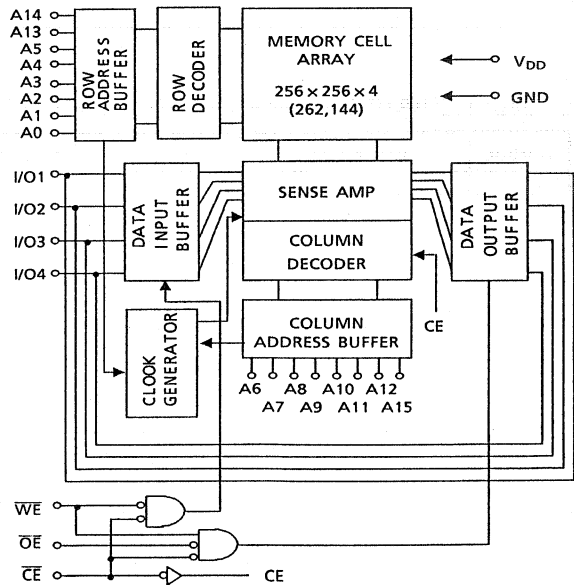 A14
A13
A5
A4
A3
A2
A1
A0
ROW ADDRESS BUFFER
ROW DECODER
MEMORY CELL
ARRAY
256 × 256 × 4
(262,144)
VDD
GND
I/O1
I/O2
I/O3
I/O4
DATA INPUT BUFFER
SENSE AMP
COLUMN
DECODER
DATA OUTPUT BUFFER
CE
CLOOK GENERATOR
COLUMN
ADDRESS BUFFER
A6 A8 A10 A12
A7 A9 A11 A15
WE
OE
CE
CE